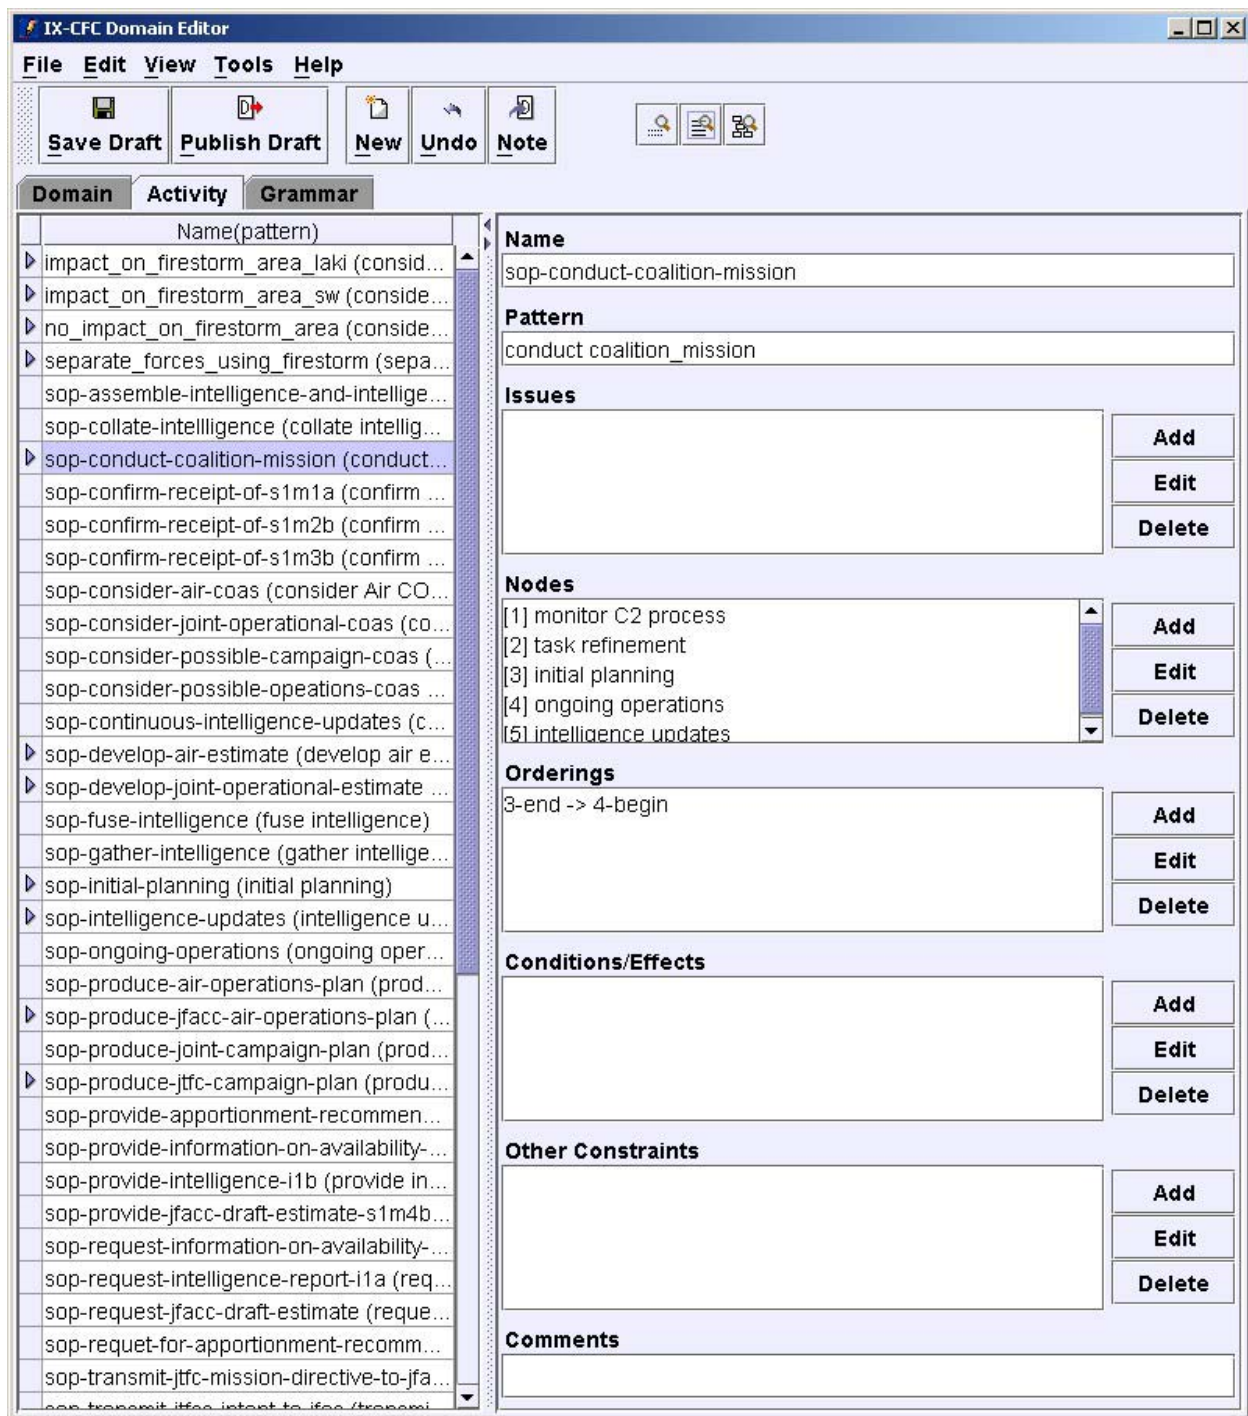 IX-CFC Domain Editor
File Edit View Tools Help
Save Draft Publish Draft New Undo Note
Domain Activity Grammar
Name(pattern)
impact_on_firestorm_area_laki (consid...
impact_on_firestorm_area_sw (conside...
no_impact_on_firestorm_area (conside...
separate_forces_using_firestorm (sepa...
sop-assemble-intelligence-and-intellige...
sop-collate-intellligence (collate intellig...
sop-conduct-coalition-mission (conduct...
sop-confirm-receipt-of-s1m1a (confirm ...
sop-confirm-receipt-of-s1m2b (confirm ...
sop-confirm-receipt-of-s1m3b (confirm ...
sop-consider-air-coas (consider Air CO...
sop-consider-joint-operational-coas (co...
sop-consider-possible-campaign-coas (...
sop-consider-possible-opeations-coas ...
sop-continuous-intelligence-updates (c...
sop-develop-air-estimate (develop air e...
sop-develop-joint-operational-estimate ...
sop-fuse-intelligence (fuse intelligence)
sop-gather-intelligence (gather intellige...
sop-initial-planning (initial planning)
sop-intelligence-updates (intelligence u...
sop-ongoing-operations (ongoing oper...
sop-produce-air-operations-plan (prod...
sop-produce-jfacc-air-operations-plan (...
sop-produce-joint-campaign-plan (prod...
sop-produce-jtfc-campaign-plan (produ...
sop-provide-apportionment-recommen...
sop-provide-information-on-availability-...
sop-provide-intelligence-i1b (provide in...
sop-provide-jfacc-draft-estimate-s1m4b...
sop-request-information-on-availability-...
sop-request-intelligence-report-i1a (req...
sop-request-jfacc-draft-estimate (reque...
sop-requet-for-apportionment-recomm...
sop-transmit-jtfc-mission-directive-to-jfa...
Name
sop-conduct-coalition-mission
Pattern
conduct coalition_mission
Issues
Add
Edit
Delete
Nodes
[1] monitor C2 process
[2] task refinement
[3] initial planning
[4] ongoing operations
[5] intelligence updates
Add
Edit
Delete
Orderings
3-end -> 4-begin
Add
Edit
Delete
Conditions/Effects
Add
Edit
Delete
Other Constraints
Add
Edit
Delete
Comments